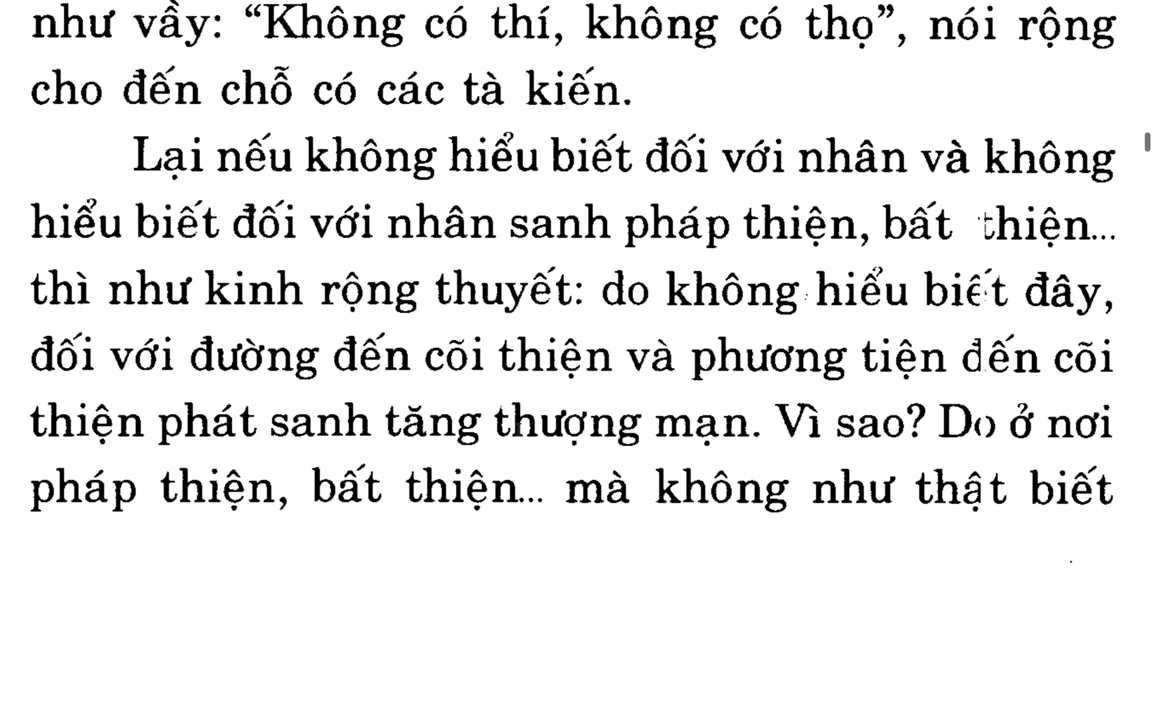 như vầy: “Không có thí, không có thọ”, nói rộng
cho đến chỗ có các tà kiến.
Lại nếu không hiểu biết đối với nhân và không
hiểu biết đối với nhân sanh pháp thiện, bất thiện...
thì như kinh rộng thuyết: do không hiểu biết đây,
đối với đường đến cõi thiện và phương tiện đến cõi
thiện phát sanh tăng thượng mạn. Vì sao? Do ở nơi
pháp thiện, bất thiện... mà không như thật biết